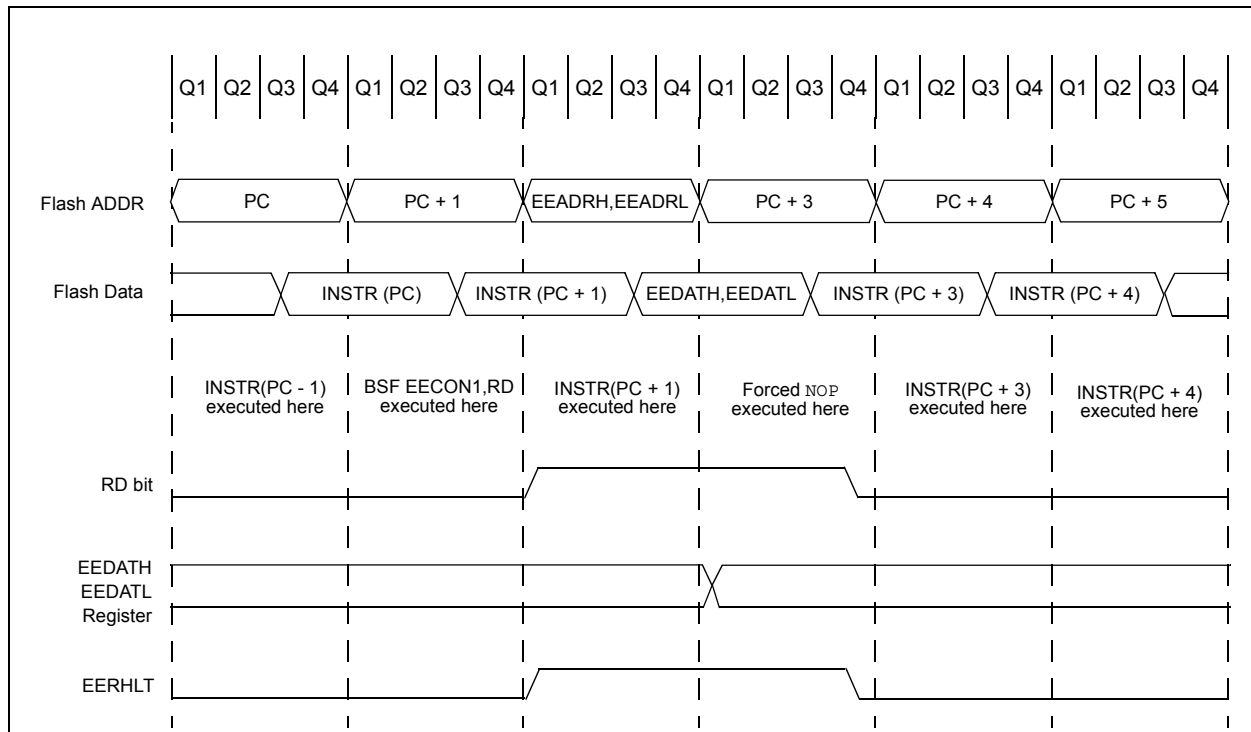 Q1 Q2 Q3 Q4 Q1 Q2 Q3 Q4 Q1 Q2 Q3 Q4 Q1 Q2 Q3 Q4 Q1 Q2 Q3 Q4 Q1 Q2 Q3 Q4
Flash ADDR PC PC + 1 EEADRH,EEADRL PC + 3 PC + 4 PC + 5
Flash Data INSTR (PC) INSTR (PC + 1) EEDATH,EEDATL INSTR (PC + 3) INSTR (PC + 4)
INSTR(PC - 1) BSF EECON1,RD INSTR(PC + 1) Forced NOP INSTR(PC + 3) INSTR(PC + 4)
executed here executed here executed here executed here executed here executed here
RD bit
EEDATH
EEDATL
Register
EERHLT